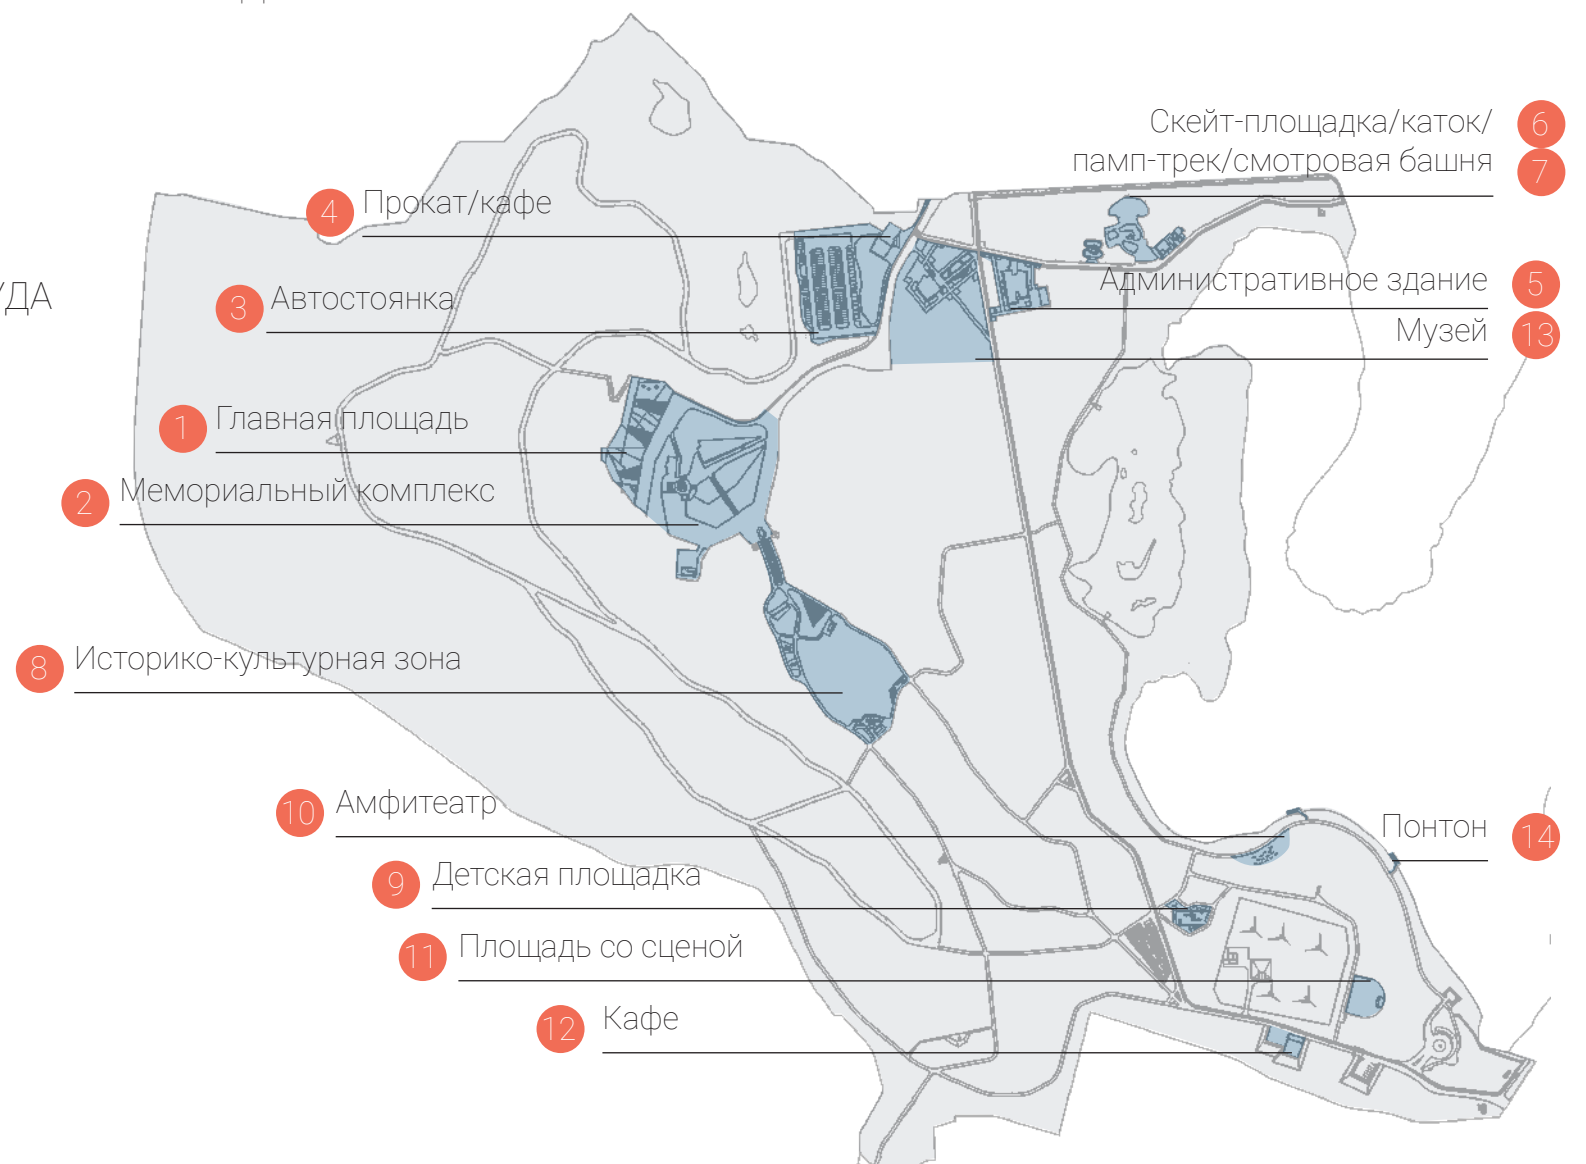 6
Скейт-площадка/каток/
памп-трек/смотровая башня
7
4
Прокат/кафе
УДА
3
Автостоянка
Административное здание
5
Музей
13
1
Главная площадь
2
Мемориальный комплекс
8
Историко-культурная зона
10
Амфитеатр
Понтон
14
9
Детская площадка
11
Площадь со сценой
12
Кафе